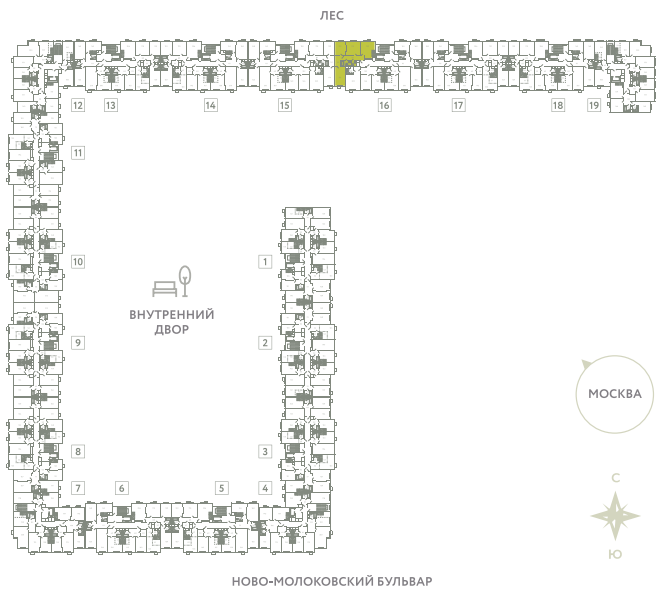 ЛЕС
12 13 14 15 16 17 18 19
11
10 1
ВНУТРЕННИЙ
ДВОР
9 2
МОСКВА
8 3
7 6 5 4
С
Ю
НОВО-МОЛОКОВСКИЙ БУЛЬВАР